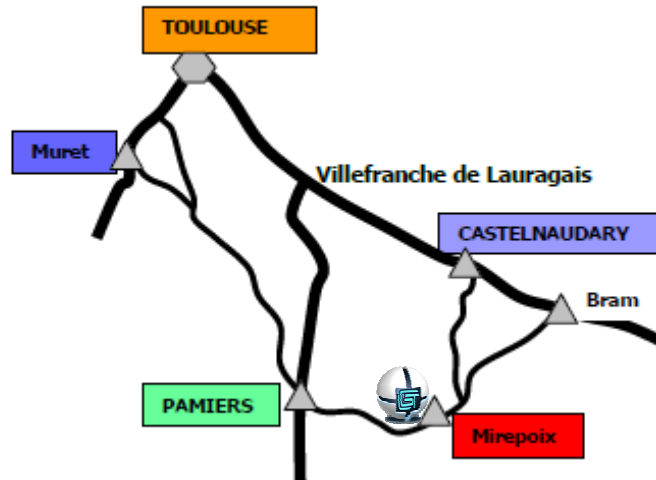 TOULOUSE
Muret
Villefranche de Lauragais
CASTELNAUDARY
Bram
PAMIERS
Mirepoix